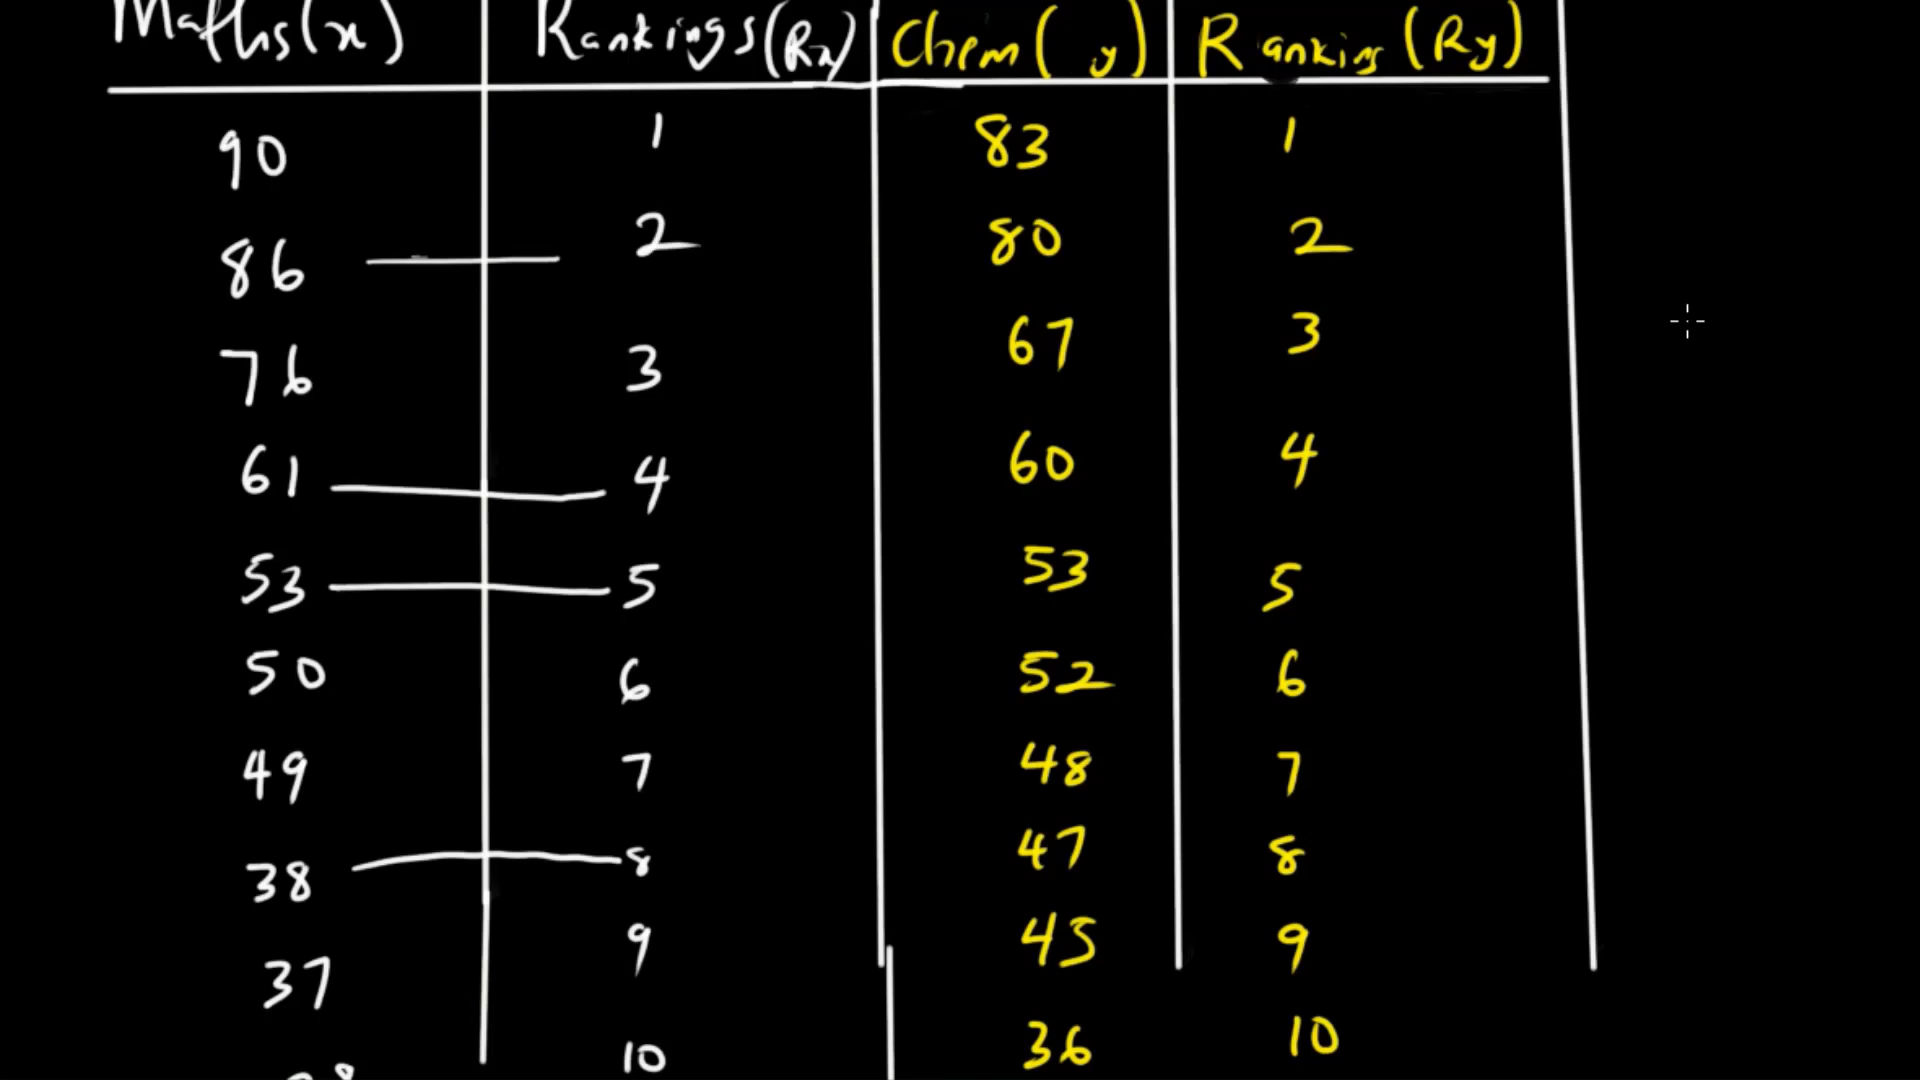 Maths(x) Rankings(Rx) Chem(y) Ranking(Ry)
90 1 83 1
86 2 80 2
76 3 67 3
61 4 60 4
53 5 53 5
50 6 52 6
49 7 48 7
38 8 47 8
37 9 45 9
10 36 10